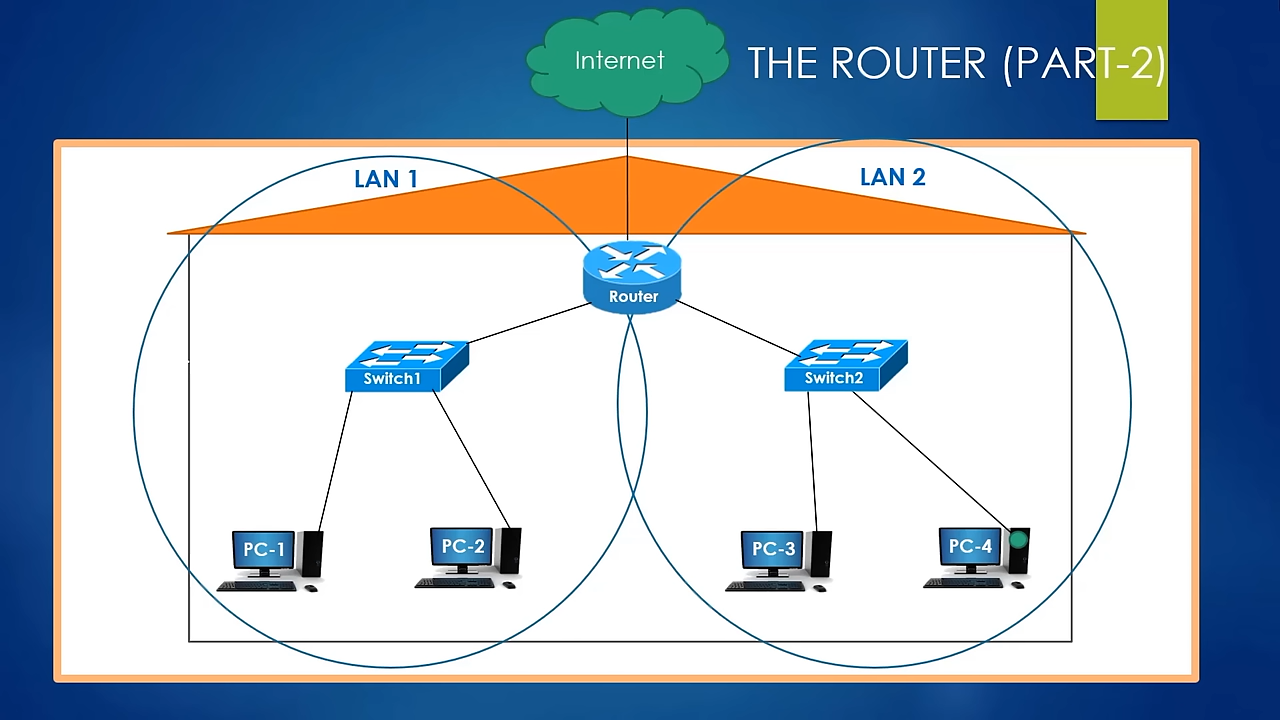 Internet
THE ROUTER (PART-2)
LAN 1
LAN 2
Router
Switch1
Switch2
PC-1
PC-2
PC-3
PC-4